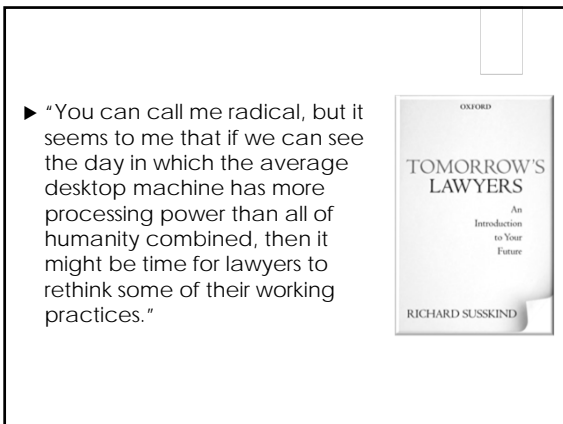 ▶ "You can call me radical, but it
seems to me that if we can see
the day in which the average
desktop machine has more
processing power than all of
humanity combined, then it
might be time for lawyers to
rethink some of their working
practices."
OXFORD
TOMORROW'S
LAWYERS
An
Introduction
to Your
Future
RICHARD SUSSKIND